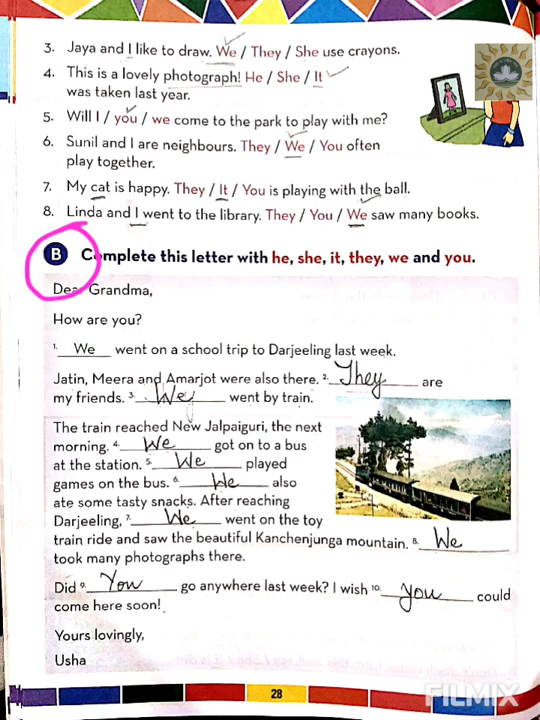 3. Jaya and I like to draw. We / They / She use crayons.
4. This is a lovely photograph! He / She / It
was taken last year.
5. Will I / you / we come to the park to play with me?
6. Sunil and I are neighbours. They / We / You often
play together.
7. My cat is happy. They / It / You is playing with the ball.
8. Linda and I went to the library. They / You / We saw many books.
B Complete this letter with he, she, it, they, we and you.
Dear Grandma,
How are you?
1. We went on a school trip to Darjeeling last week.
Jatin, Meera and Amarjot were also there. 2. They are
my friends. 3. We went by train.
The train reached New Jalpaiguri, the next
morning. 4. We got on to a bus
at the station. 5. We played
games on the bus. 6. We also
ate some tasty snacks. After reaching
Darjeeling, 7. We went on the toy
train ride and saw the beautiful Kanchenjunga mountain. 8. We
took many photographs there.
Did 9. You go anywhere last week? I wish 10. you could
come here soon!
Yours lovingly,
Usha
28
FILMIX